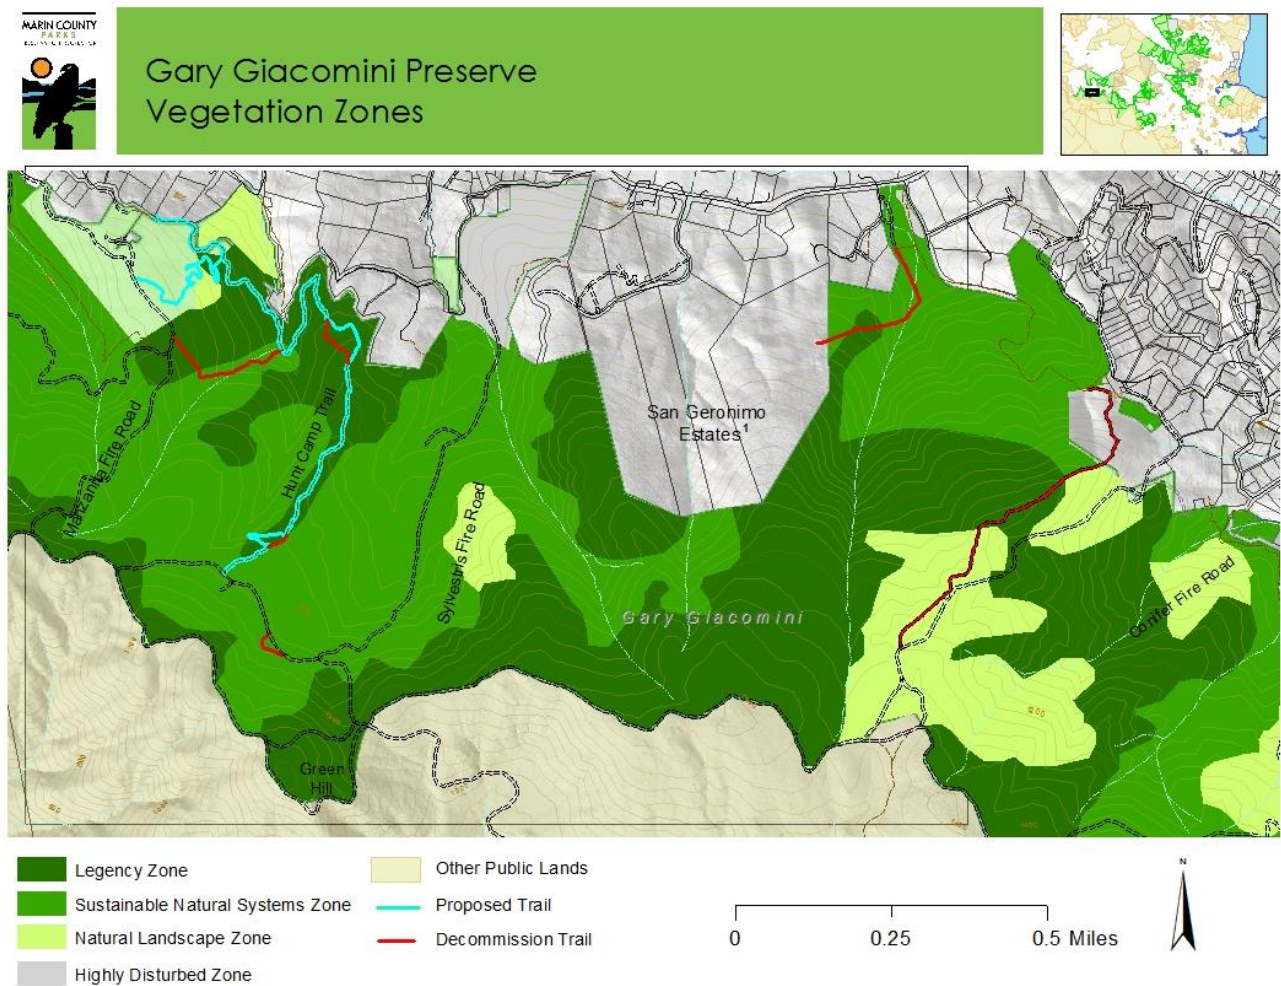 MARIN COUNTY
PARKS
Gary Giacomini Preserve
Vegetation Zones
San Geronimo
Estates¹
Manzanita Fire Road
Hunt Camp Trail
Sylvestris Fire Road
Gary Giacomini
Conifer Fire Road
1200
Green
Hill
Legency Zone
Sustainable Natural Systems Zone
Natural Landscape Zone
Highly Disturbed Zone
Other Public Lands
Proposed Trail
Decommission Trail
0 0.25 0.5 Miles
N